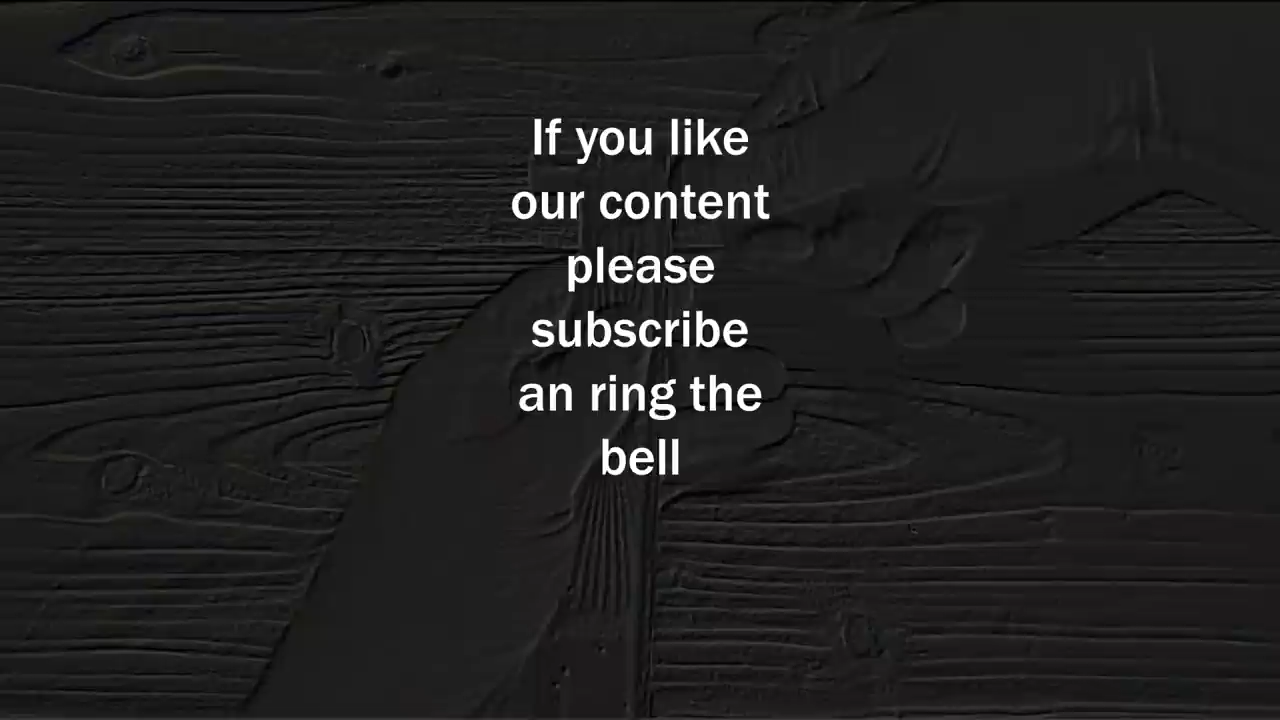 If you like
our content
please
subscribe
an ring the
bell